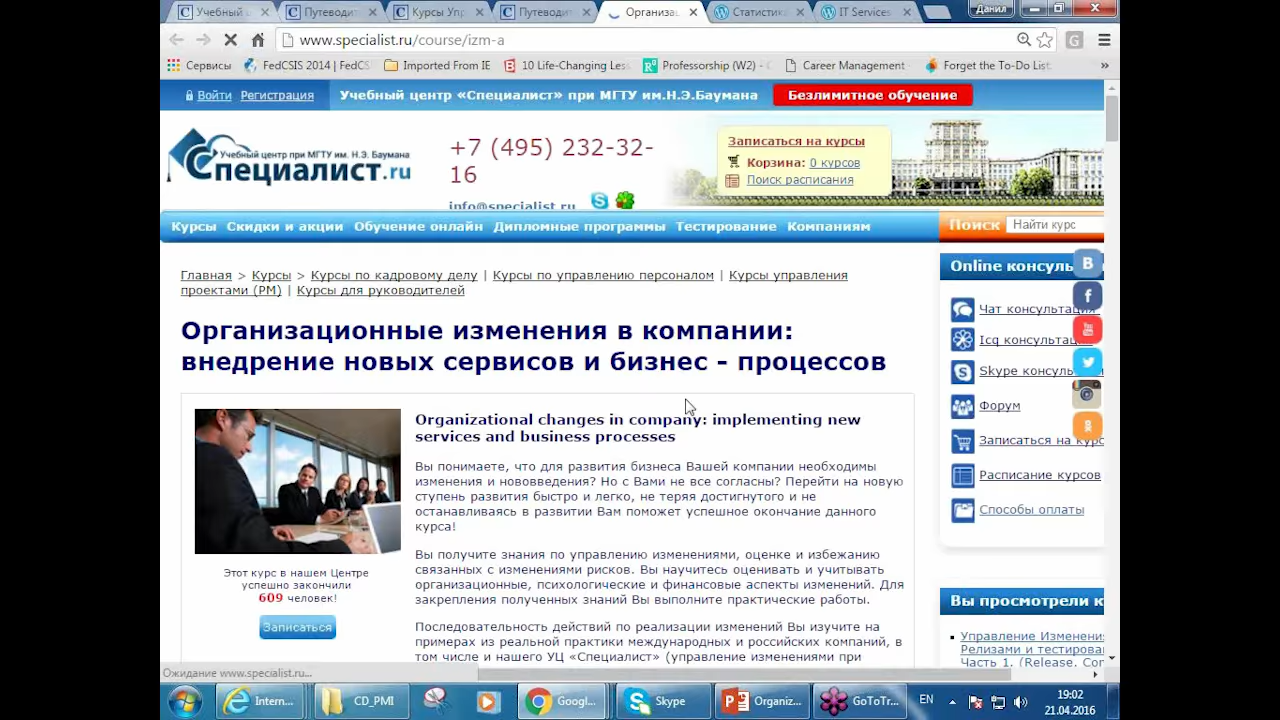 Учебный
Путеводит
Курсы Упр
Путеводит
Организа
Статистик
IT Services
Данил
www.specialist.ru/course/izm-a
Сервисы
FedCSIS 2014 | FedCS
Imported From IE
10 Life-Changing Les
Professorship (W2) -
Career Management
Forget the To-Do List
»
Войти Регистрация
Учебный центр «Специалист» при МГТУ им.Н.Э.Баумана
Безлимитное обучение
Учебный центр при МГТУ им. Н.Э. Баумана
Специалист.ru
+7 (495) 232-32-
16
info@specialist.ru
Записаться на курсы
Корзина: 0 курсов
Поиск расписания
Курсы Скидки и акции Обучение онлайн Дипломные программы Тестирование Компаниям
Поиск Найти курс
Главная > Курсы > Курсы по кадровому делу | Курсы по управлению персоналом | Курсы управления
проектами (PM) | Курсы для руководителей
Организационные изменения в компании:
внедрение новых сервисов и бизнес - процессов
Organizational changes in company: implementing new
services and business processes
Вы понимаете, что для развития бизнеса Вашей компании необходимы
изменения и нововведения? Но с Вами не все согласны? Перейти на новую
ступень развития быстро и легко, не теряя достигнутого и не
останавливаясь в развитии Вам поможет успешное окончание данного
курса!
Вы получите знания по управлению изменениями, оценке и избежанию
связанных с изменениями рисков. Вы научитесь оценивать и учитывать
организационные, психологические и финансовые аспекты изменений. Для
закрепления полученных знаний Вы выполните практические работы.
Последовательность действий по реализации изменений Вы изучите на
примерах из реальной практики международных и российских компаний, в
том числе и нашего УЦ «Специалист» (управление изменениями при
Этот курс в нашем Центре
успешно закончили
609 человек!
Записаться
Online консуль
Чат консультация
Icq консультац
Skype консуль
Форум
Записаться на курс
Расписание курсов
Способы оплаты
Вы просмотрели к
Управление Изменени
Релизами и тестирова
Часть 1. (Release, Con
Ожидание www.specialist.ru...
Intern...
CD_PMI
Googl...
Skype
Organiz...
GoToTr...
EN
19:02
21.04.2016